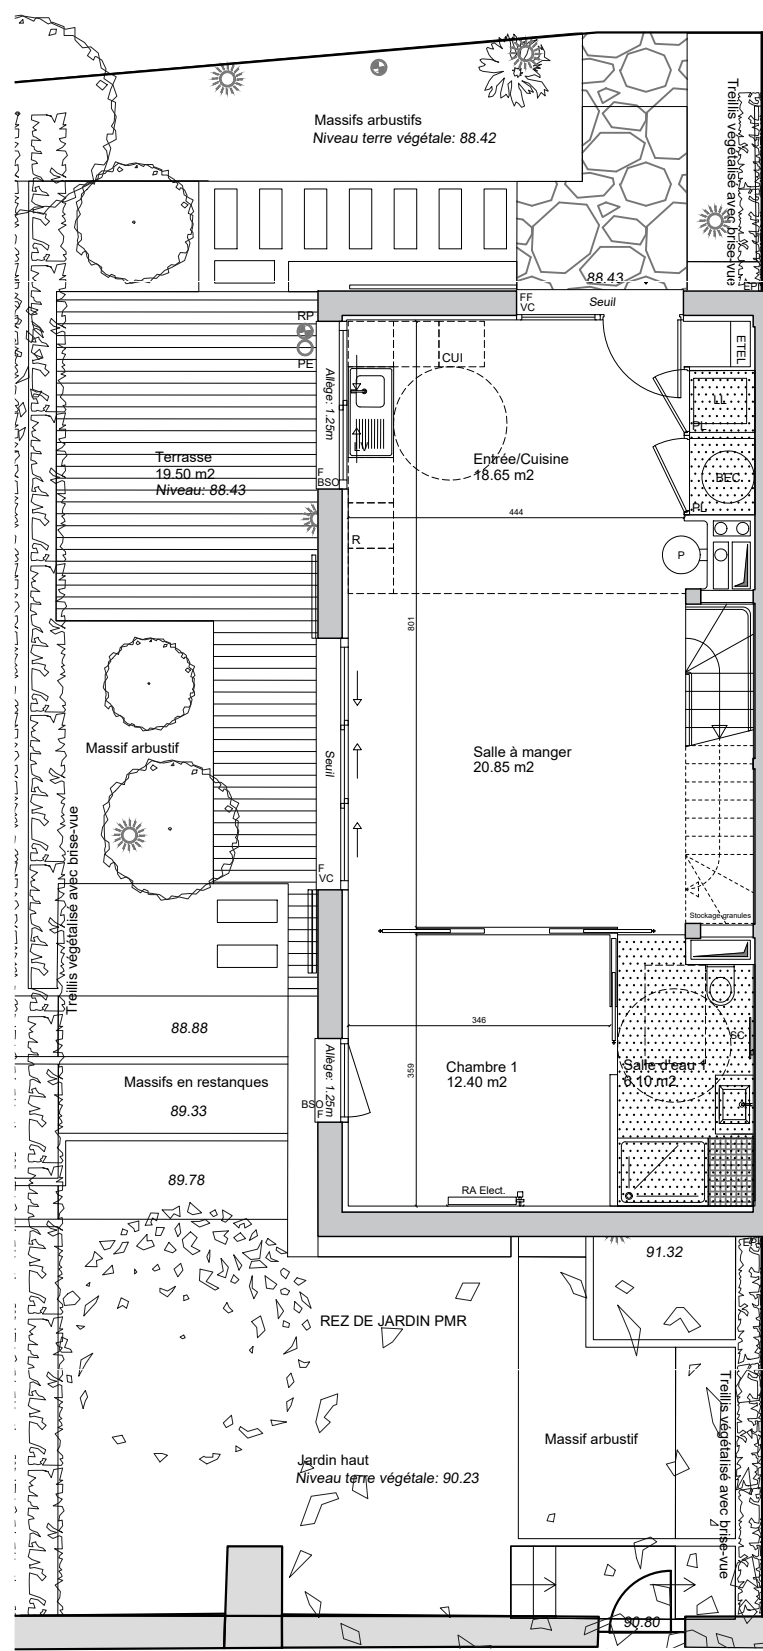 Massifs arbustifs
Niveau terre végétale: 88.42
Treillis végétalisé avec brise-vue
88.43
EP
FF
VC
Seuil
RP
PE
Allège: 1.25m
CUI
ETEL
LL
PL
LV
Terrasse
19.50 m2
Niveau: 88.43
F
BSO
Entrée/Cuisine
18.65 m2
BEC
PL
444
R
P
801
Massif arbustif
Seuil
Salle à manger
20.85 m2
Treillis végétalisé avec brise-vue
F
VC
Stockage granules
88.88
346
SC
Allège: 1.25m
359
Chambre 1
12.40 m2
Salle d'eau 1
6.10 m2
Massifs en restanques
89.33
BSO
F
89.78
RA Elect.
EP
91.32
REZ DE JARDIN PMR
Treillis végétalisé avec brise-vue
Massif arbustif
Jardin haut
Niveau terre végétale: 90.23
90.80